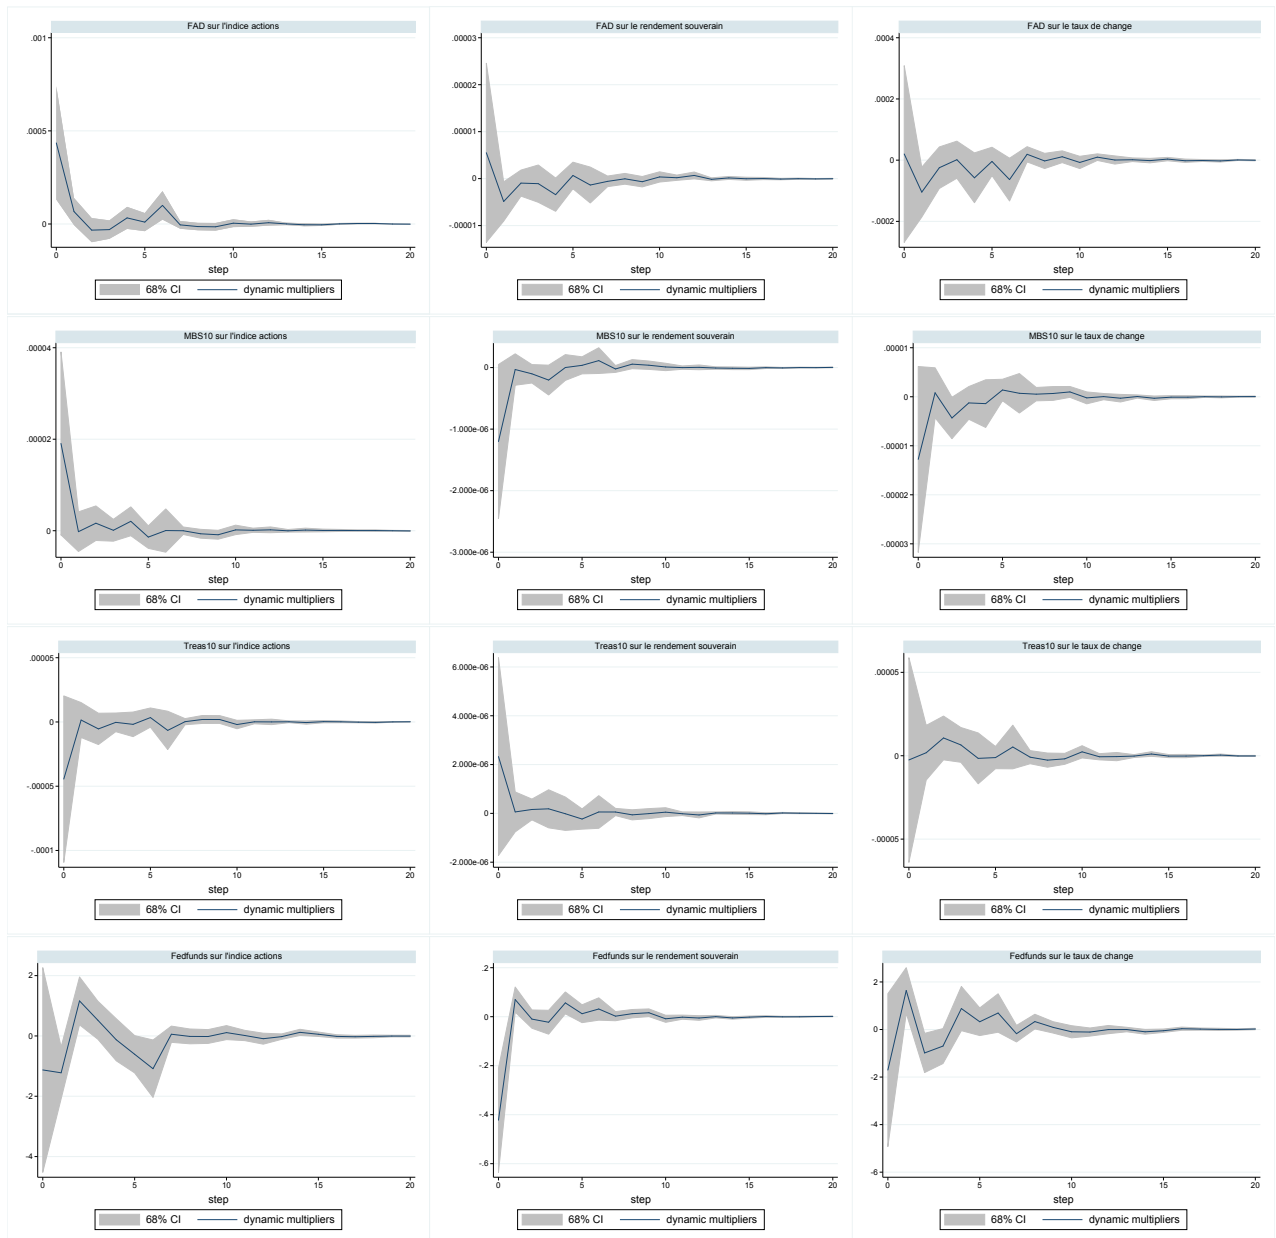 FAD sur l'indice actions
.001
.0005
0
0 5 10 15 20
step
68% CI dynamic multipliers
FAD sur le rendement souverain
.00003
.00002
.00001
0
-.00001
0 5 10 15 20
step
68% CI dynamic multipliers
FAD sur le taux de change
.0004
.0002
0
-.0002
0 5 10 15 20
step
68% CI dynamic multipliers
MBS10 sur l'indice actions
.00004
.00002
0
0 5 10 15 20
step
68% CI dynamic multipliers
MBS10 sur le rendement souverain
0
-1.000e-06
-2.000e-06
-3.000e-06
0 5 10 15 20
step
68% CI dynamic multipliers
MBS10 sur le taux de change
.00001
0
-.00001
-.00002
-.00003
0 5 10 15 20
step
68% CI dynamic multipliers
Treas10 sur l'indice actions
.00005
0
-.00005
-.0001
0 5 10 15 20
step
68% CI dynamic multipliers
Treas10 sur le rendement souverain
6.000e-06
4.000e-06
2.000e-06
0
-2.000e-06
0 5 10 15 20
step
68% CI dynamic multipliers
Treas10 sur le taux de change
.00005
0
-.00005
0 5 10 15 20
step
68% CI dynamic multipliers
Fedfunds sur l'indice actions
2
0
-2
-4
0 5 10 15 20
step
68% CI dynamic multipliers
Fedfunds sur le rendement souverain
.2
0
-.2
-.4
-.6
0 5 10 15 20
step
68% CI dynamic multipliers
Fedfunds sur le taux de change
2
0
-2
-4
-6
0 5 10 15 20
step
68% CI dynamic multipliers